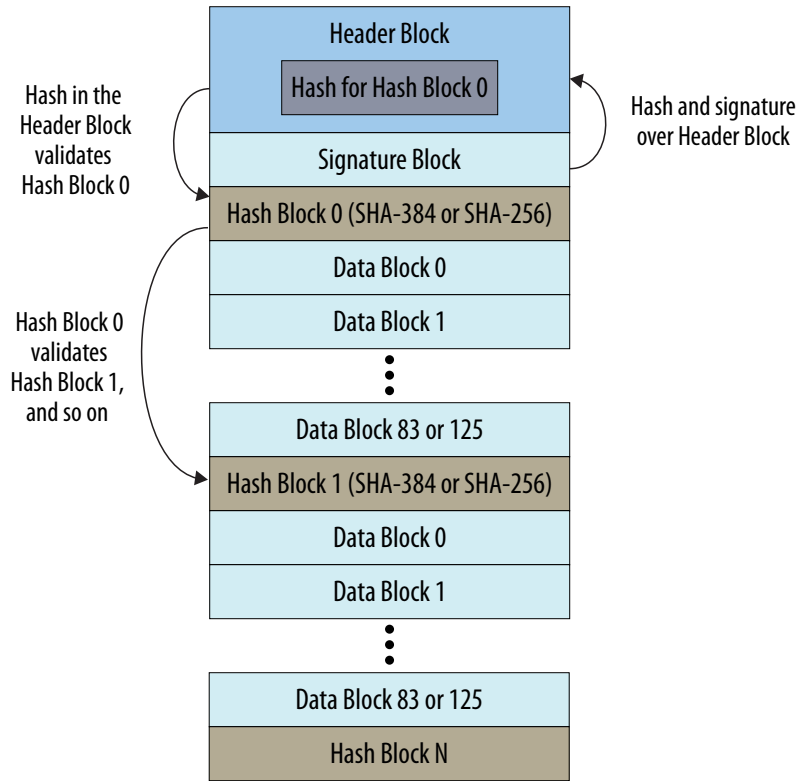 Header Block
Hash for Hash Block 0
Hash in the
Header Block
validates
Hash Block 0
Hash and signature
over Header Block
Signature Block
Hash Block 0 (SHA-384 or SHA-256)
Data Block 0
Data Block 1
Hash Block 0
validates
Hash Block 1,
and so on
Data Block 83 or 125
Hash Block 1 (SHA-384 or SHA-256)
Data Block 0
Data Block 1
Data Block 83 or 125
Hash Block N